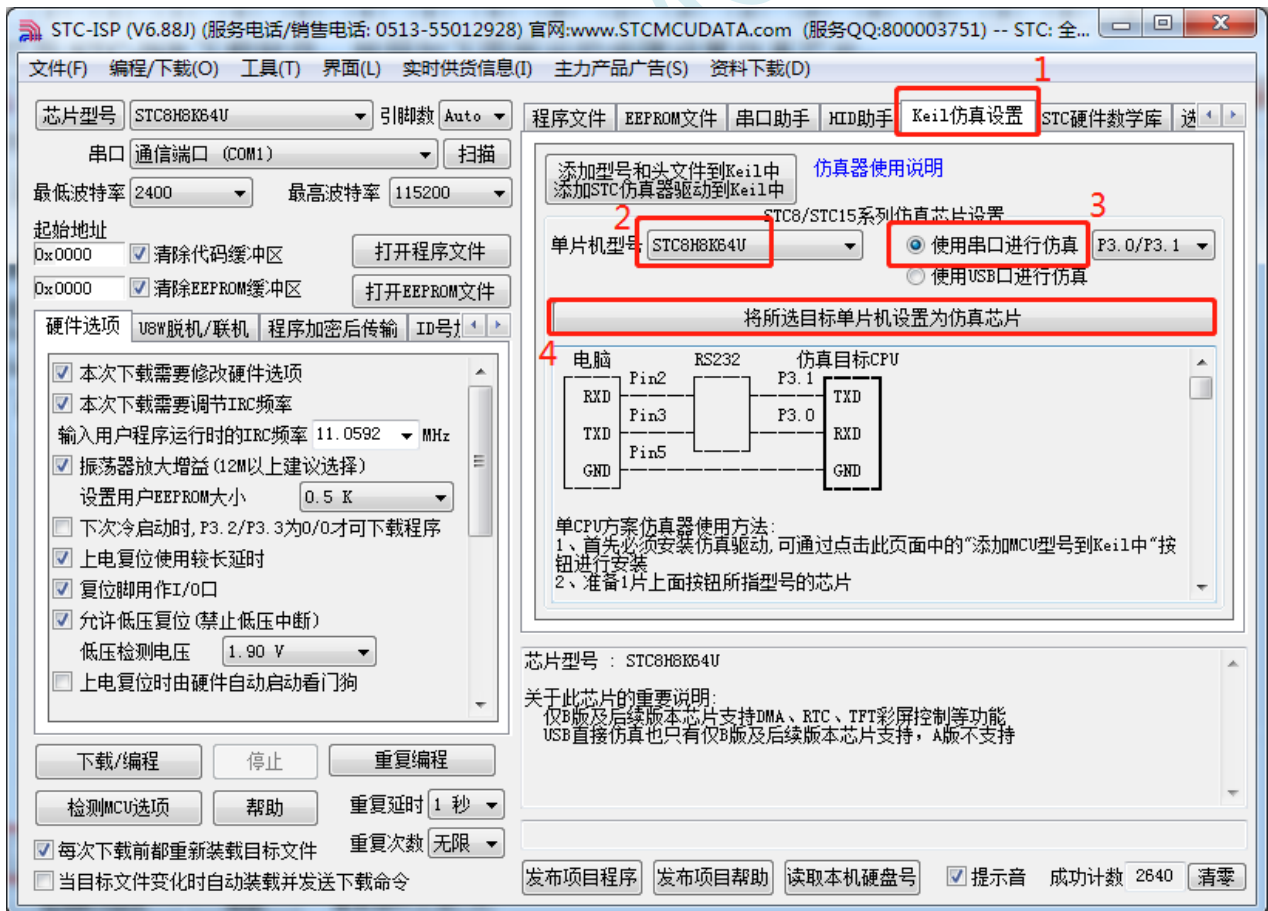 STC-ISP (V6.88J) (服务电话/销售电话: 0513-55012928) 官网:www.STCMCUDATA.com (服务QQ:800003751) -- STC: 全...
文件(F) 编程/下载(O) 工具(T) 界面(L) 实时供货信息(I) 主力产品广告(S) 资料下载(D)
1
芯片型号 STC8H8K64U 引脚数 Auto
串口 通信端口 (COM1) 扫描
最低波特率 2400 最高波特率 115200
起始地址
0x0000 清除代码缓冲区 打开程序文件
0x0000 清除EEPROM缓冲区 打开EEPROM文件
硬件选项 U8W脱机/联机 程序加密后传输 ID号
本次下载需要修改硬件选项
本次下载需要调节IRC频率
输入用户程序运行时的IRC频率 11.0592 MHz
振荡器放大增益(12M以上建议选择)
设置用户EEPROM大小 0.5 K
下次冷启动时,P3.2/P3.3为0/0才可下载程序
上电复位使用较长延时
复位脚用作I/O口
允许低压复位(禁止低压中断)
低压检测电压 1.90 V
上电复位时由硬件自动启动看门狗
下载/编程 停止 重复编程
检测MCU选项 帮助 重复延时 1 秒
每次下载前都重新装载目标文件 重复次数 无限
当目标文件变化时自动装载并发送下载命令
程序文件 EEPROM文件 串口助手 HID助手 Keil仿真设置 STC硬件数学库 选
添加型号和头文件到Keil中 仿真器使用说明
添加STC仿真器驱动到Keil中
STC8/STC15系列仿真芯片设置
2 3
单片机型号 STC8H8K64U 使用串口进行仿真 P3.0/P3.1
使用USB口进行仿真
将所选目标单片机设置为仿真芯片
4
电脑 RS232 仿真目标CPU
Pin2 P3.1
RXD TXD
Pin3 P3.0
TXD RXD
Pin5
GND GND
单CPU方案仿真器使用方法:
1、首先必须安装仿真驱动,可通过点击此页面中的"添加MCU型号到Keil中"按
钮进行安装
2、准备1片上面按钮所指型号的芯片
芯片型号 : STC8H8K64U
关于此芯片的重要说明:
仅B版及后续版本芯片支持DMA、RTC、TFT彩屏控制等功能
USB直接仿真也只有仅B版及后续版本芯片支持，A版不支持
发布项目程序 发布项目帮助 读取本机硬盘号 提示音 成功计数 2640 清零